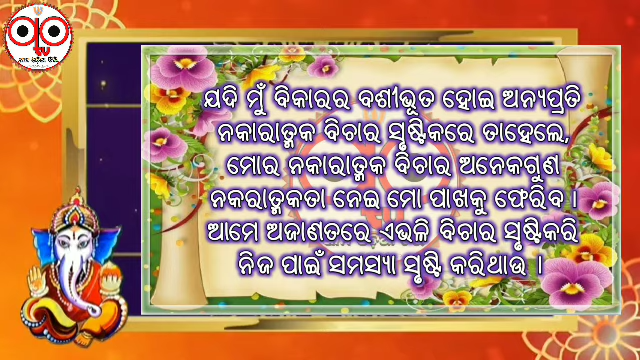 ଯଦି ମୁଁ ବିକାରର ବଶୀଭୂତ ହୋଇ ଅନ୍ୟପ୍ରତି
ନକାରାତ୍ମକ ବିଚାର ସୃଷ୍ଟିକରେ ତାହେଲେ,
ମୋର ନକାରାତ୍ମକ ବିଚାର ଅନେକଗୁଣ
ନକରାତ୍ମକତା ନେଇ ମୋ ପାଖକୁ ଫେରିବ ।
ଆମେ ଅଜାଣତରେ ଏଭଳି ବିଚାର ସୃଷ୍ଟିକରି
ନିଜ ପାଇଁ ସମସ୍ୟା ସୃଷ୍ଟି କରିଥାଉ ।